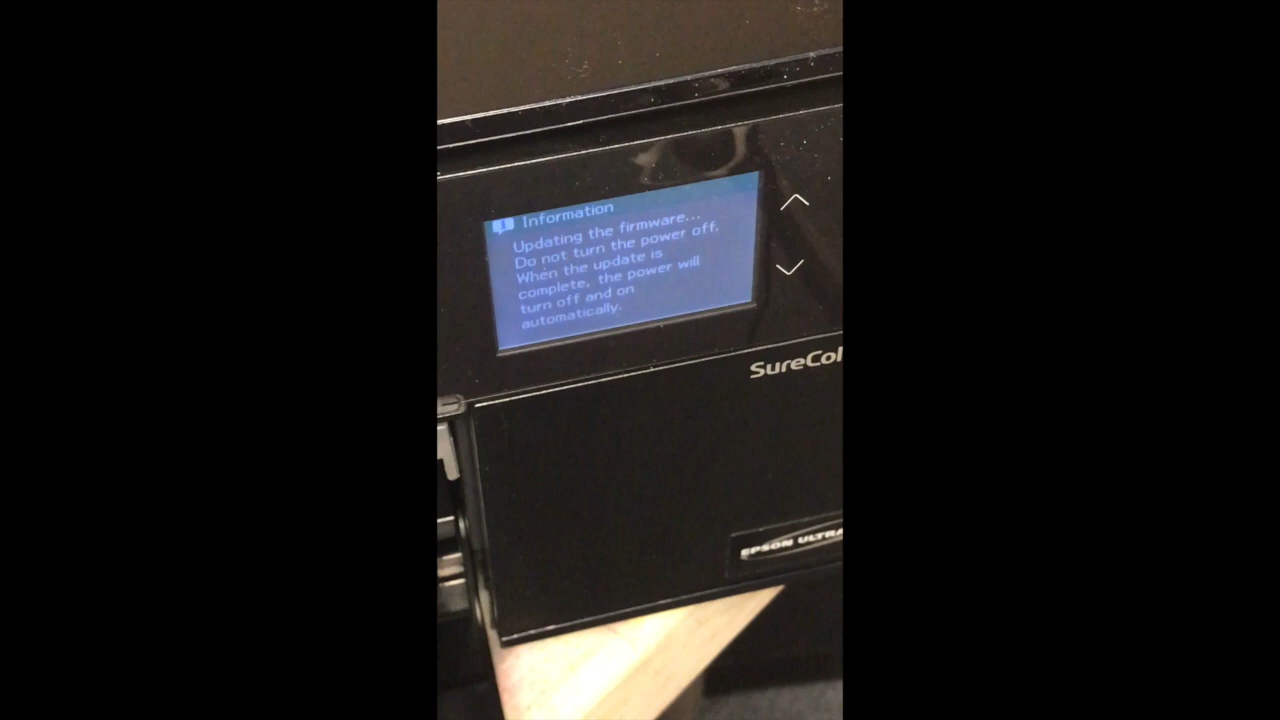 Information
Updating the firmware...
Do not turn the power off.
When the update is
complete, the power will
turn off and on
automatically.
SureCol
EPSON ULTRA